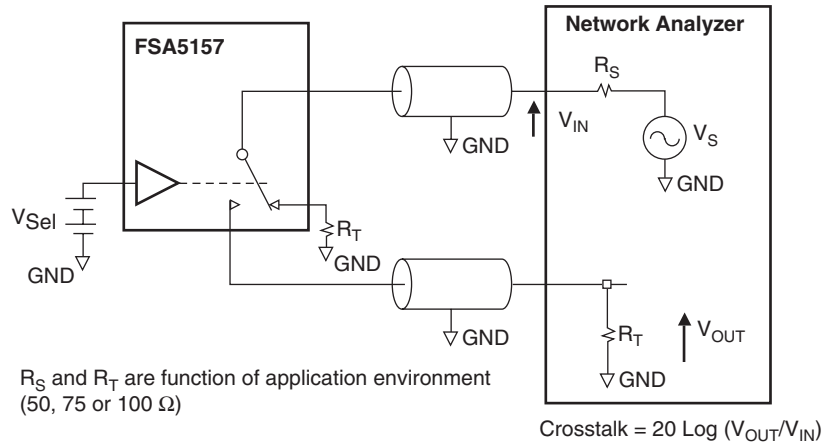 Network Analyzer
FSA5157
R_S
V_IN
V_S
GND
GND
V_Sel
GND
R_T
GND
R_T
V_OUT
GND
GND
R_S and R_T are function of application environment
(50, 75 or 100 Ω)
Crosstalk = 20 Log (V_OUT/V_IN)